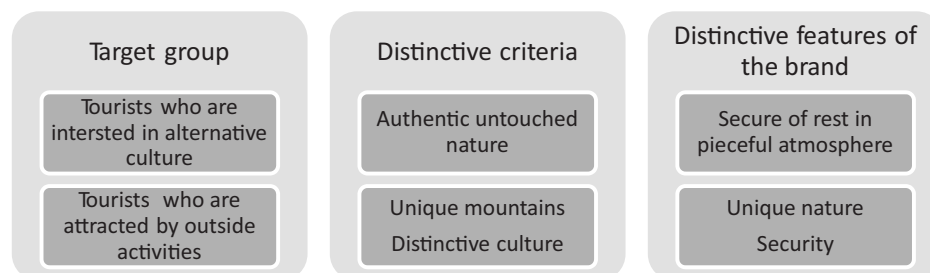 Target group
Tourists who are
intersted in alternative
culture
Tourists who are
attracted by outside
activities
Distinctive criteria
Authentic untouched
nature
Unique mountains
Distinctive culture
Distinctive features of
the brand
Secure of rest in
pieceful atmosphere
Unique nature
Security